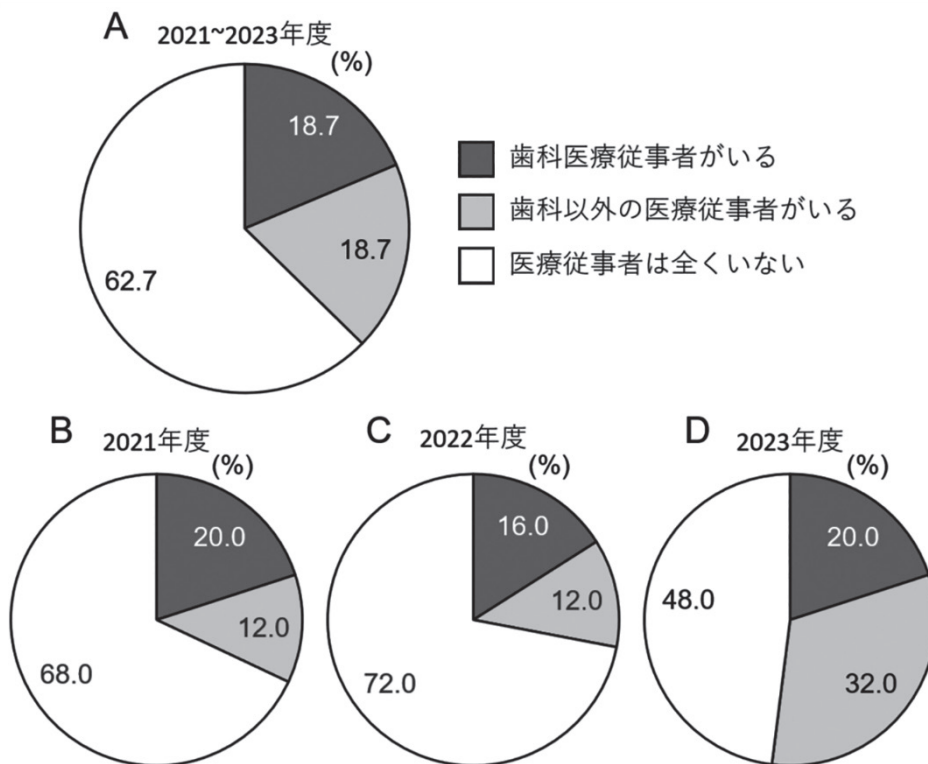 A 2021~2023年度
(%)
18.7
18.7
62.7
歯科医療従事者がいる
歯科以外の医療従事者がいる
医療従事者は全くいない
B 2021年度
(%)
20.0
12.0
68.0
C 2022年度
(%)
16.0
12.0
72.0
D 2023年度
(%)
20.0
48.0
32.0